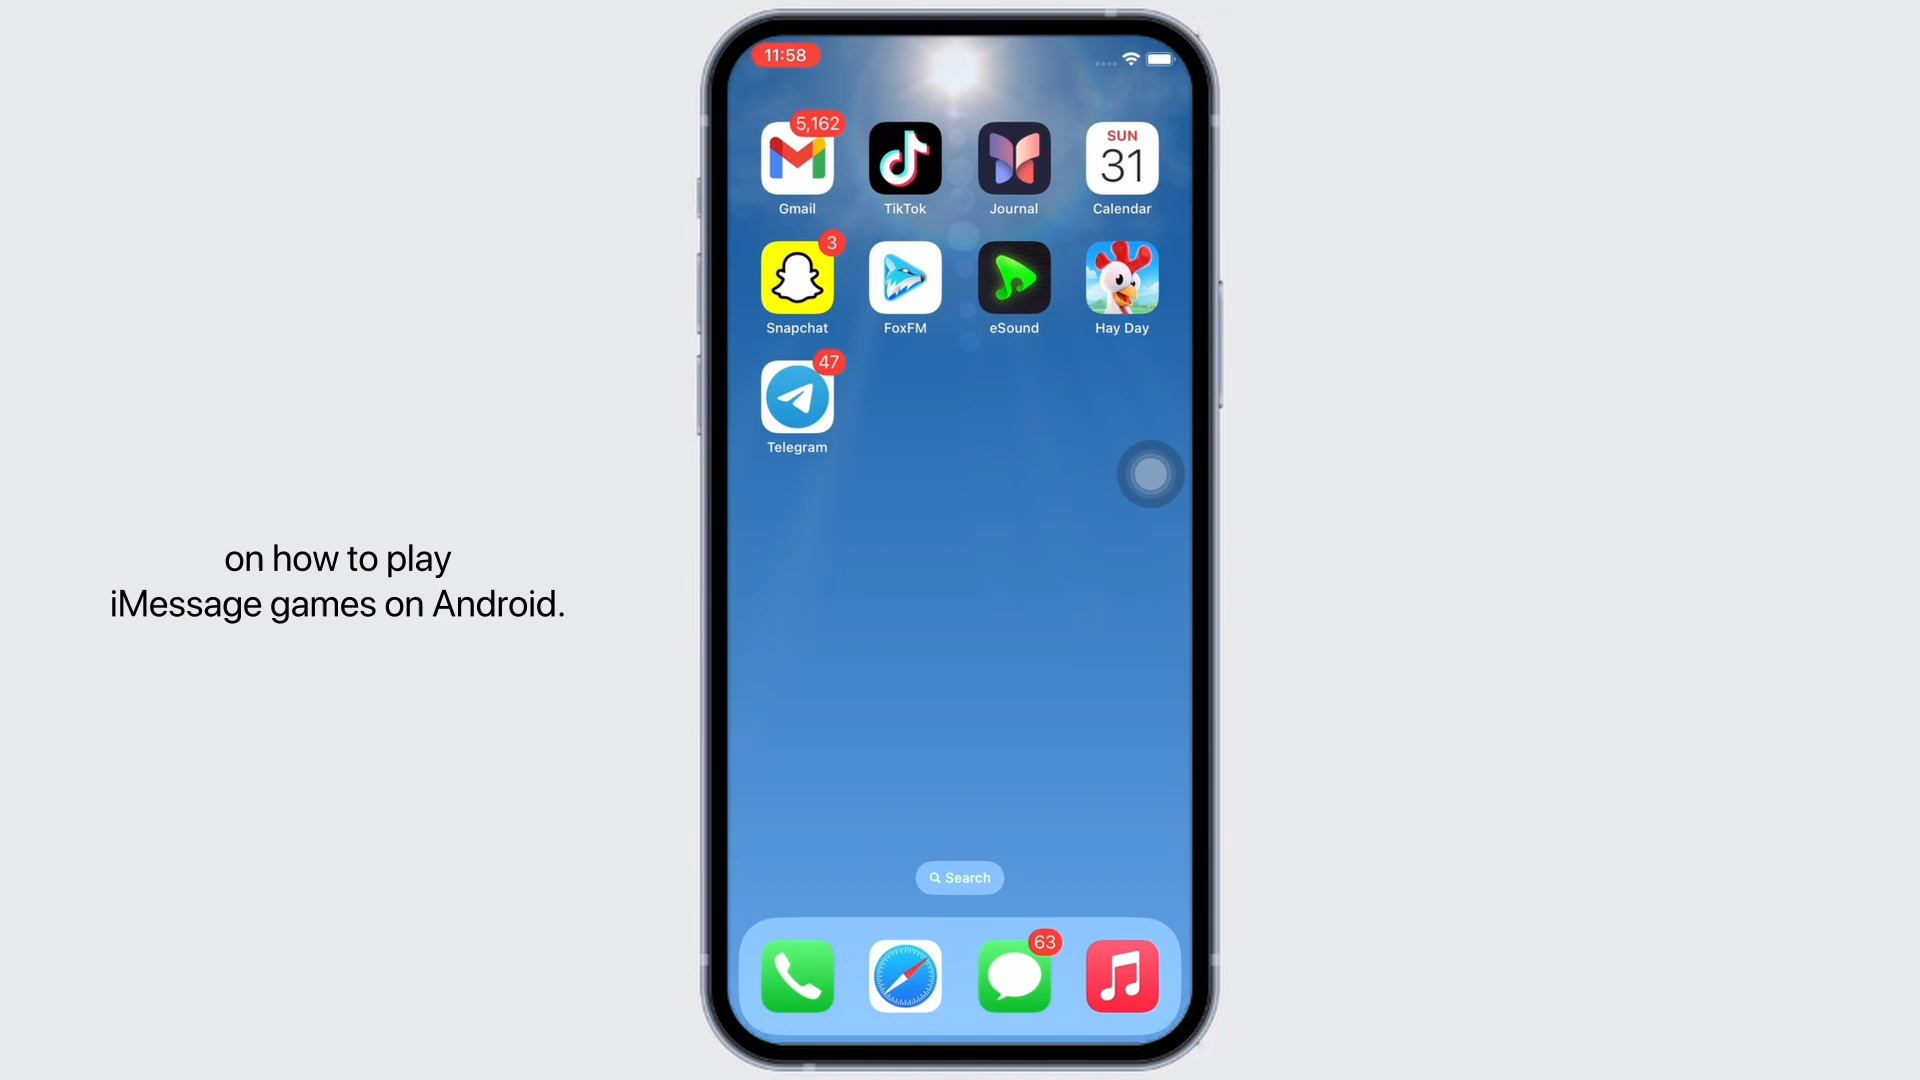 11:58
5,162
SUN
31
Gmail
TikTok
Journal
Calendar
3
Snapchat
FoxFM
eSound
Hay Day
47
Telegram
on how to play
iMessage games on Android.
Search
63